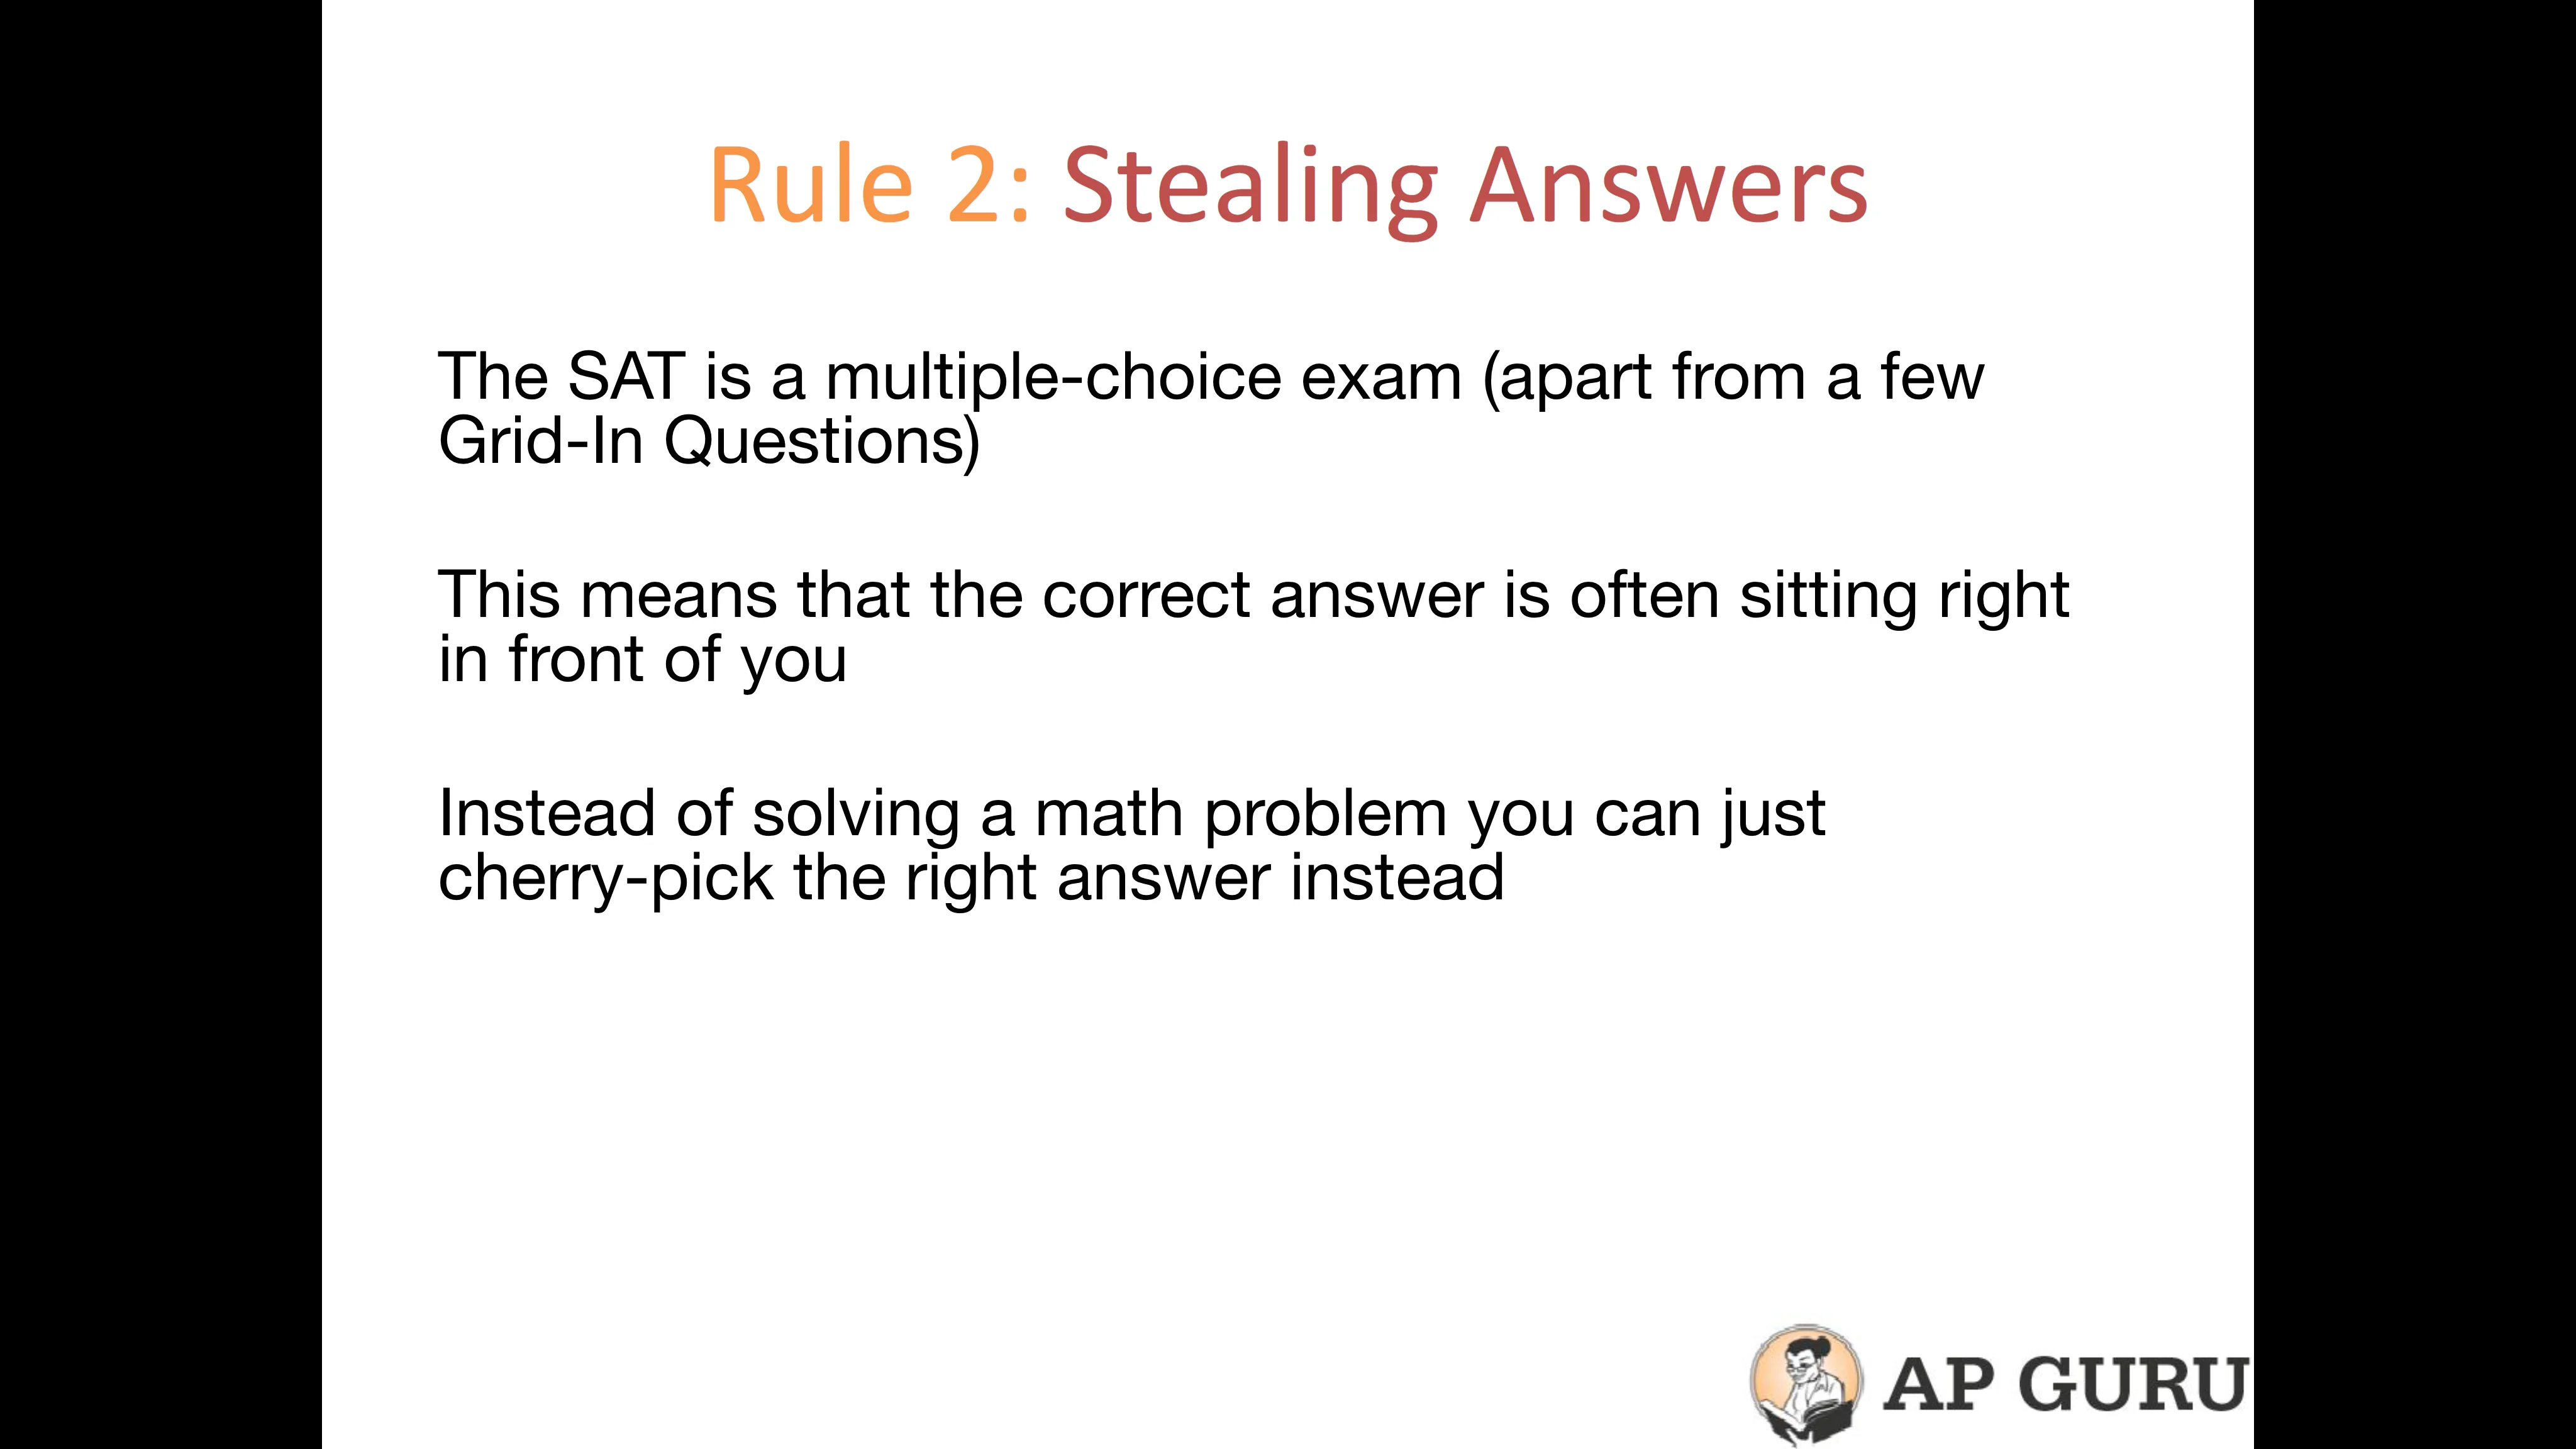 Rule 2: Stealing Answers
The SAT is a multiple-choice exam (apart from a few
Grid-In Questions)
This means that the correct answer is often sitting right
in front of you
Instead of solving a math problem you can just
cherry-pick the right answer instead
AP GURU